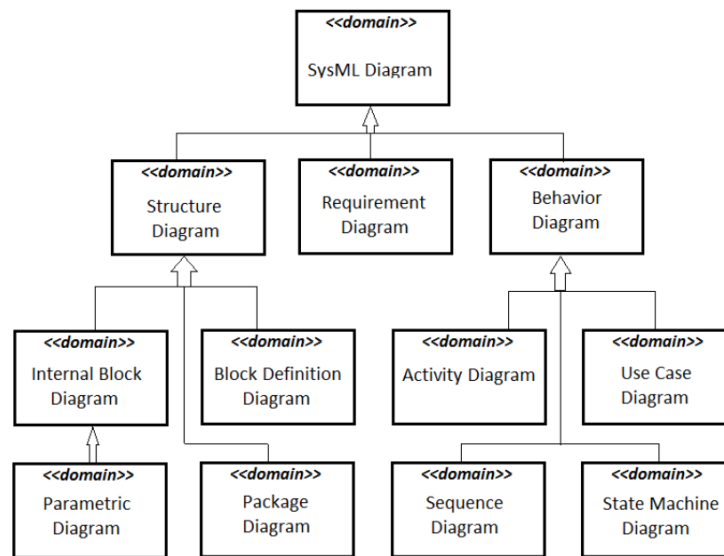 <<domain>>
SysML Diagram
<<domain>>
Structure
Diagram
<<domain>>
Requirement
Diagram
<<domain>>
Behavior
Diagram
<<domain>>
Internal Block
Diagram
<<domain>>
Block Definition
Diagram
<<domain>>
Activity Diagram
<<domain>>
Use Case
Diagram
<<domain>>
Parametric
Diagram
<<domain>>
Package
Diagram
<<domain>>
Sequence
Diagram
<<domain>>
State Machine
Diagram